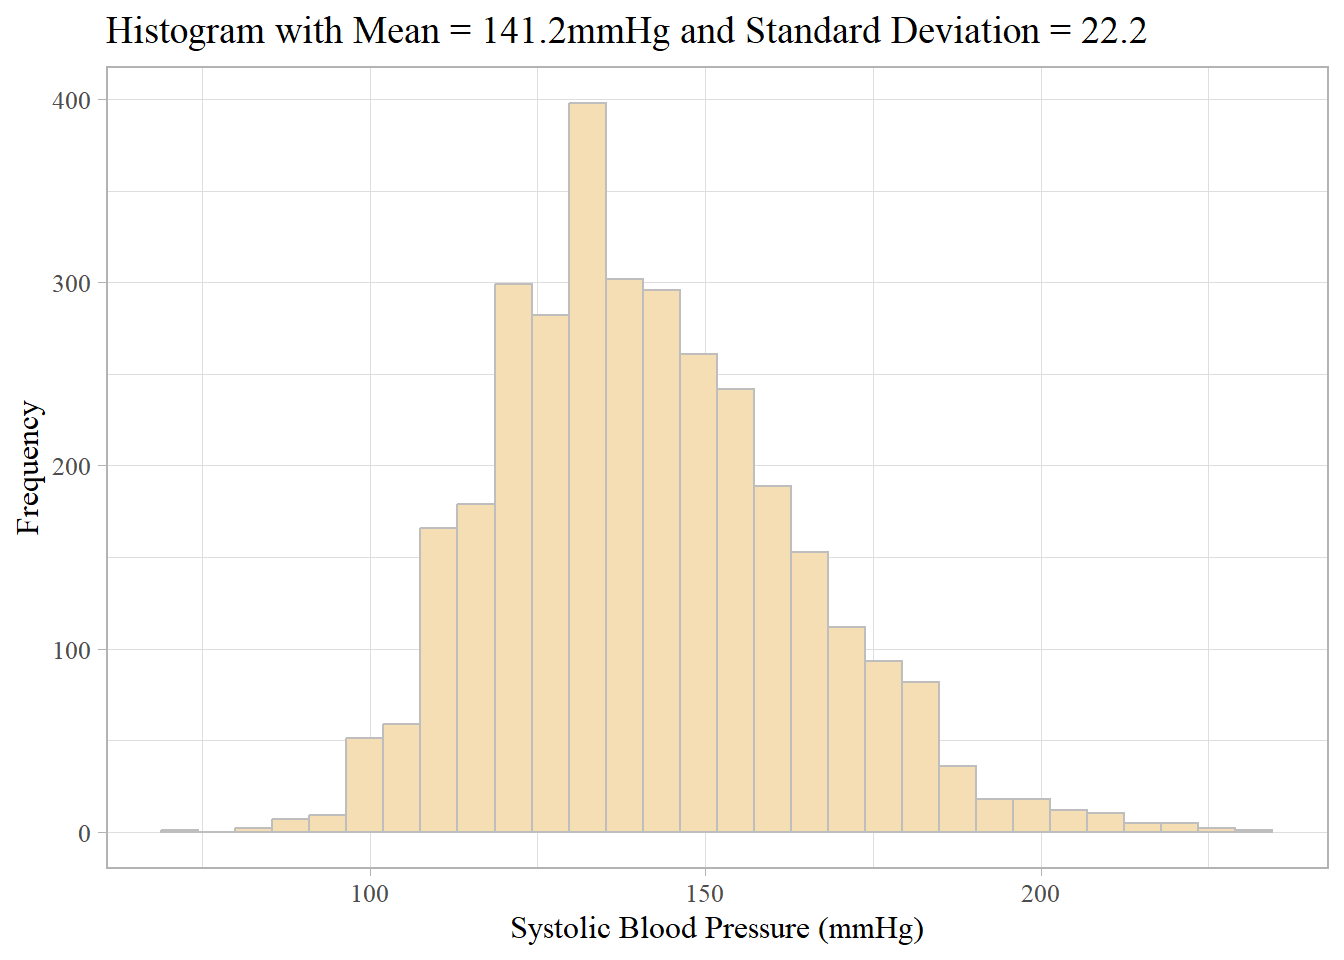 Histogram with Mean = 141.2mmHg and Standard Deviation = 22.2
400
300
200
100
0
Frequency
100 150 200
Systolic Blood Pressure (mmHg)